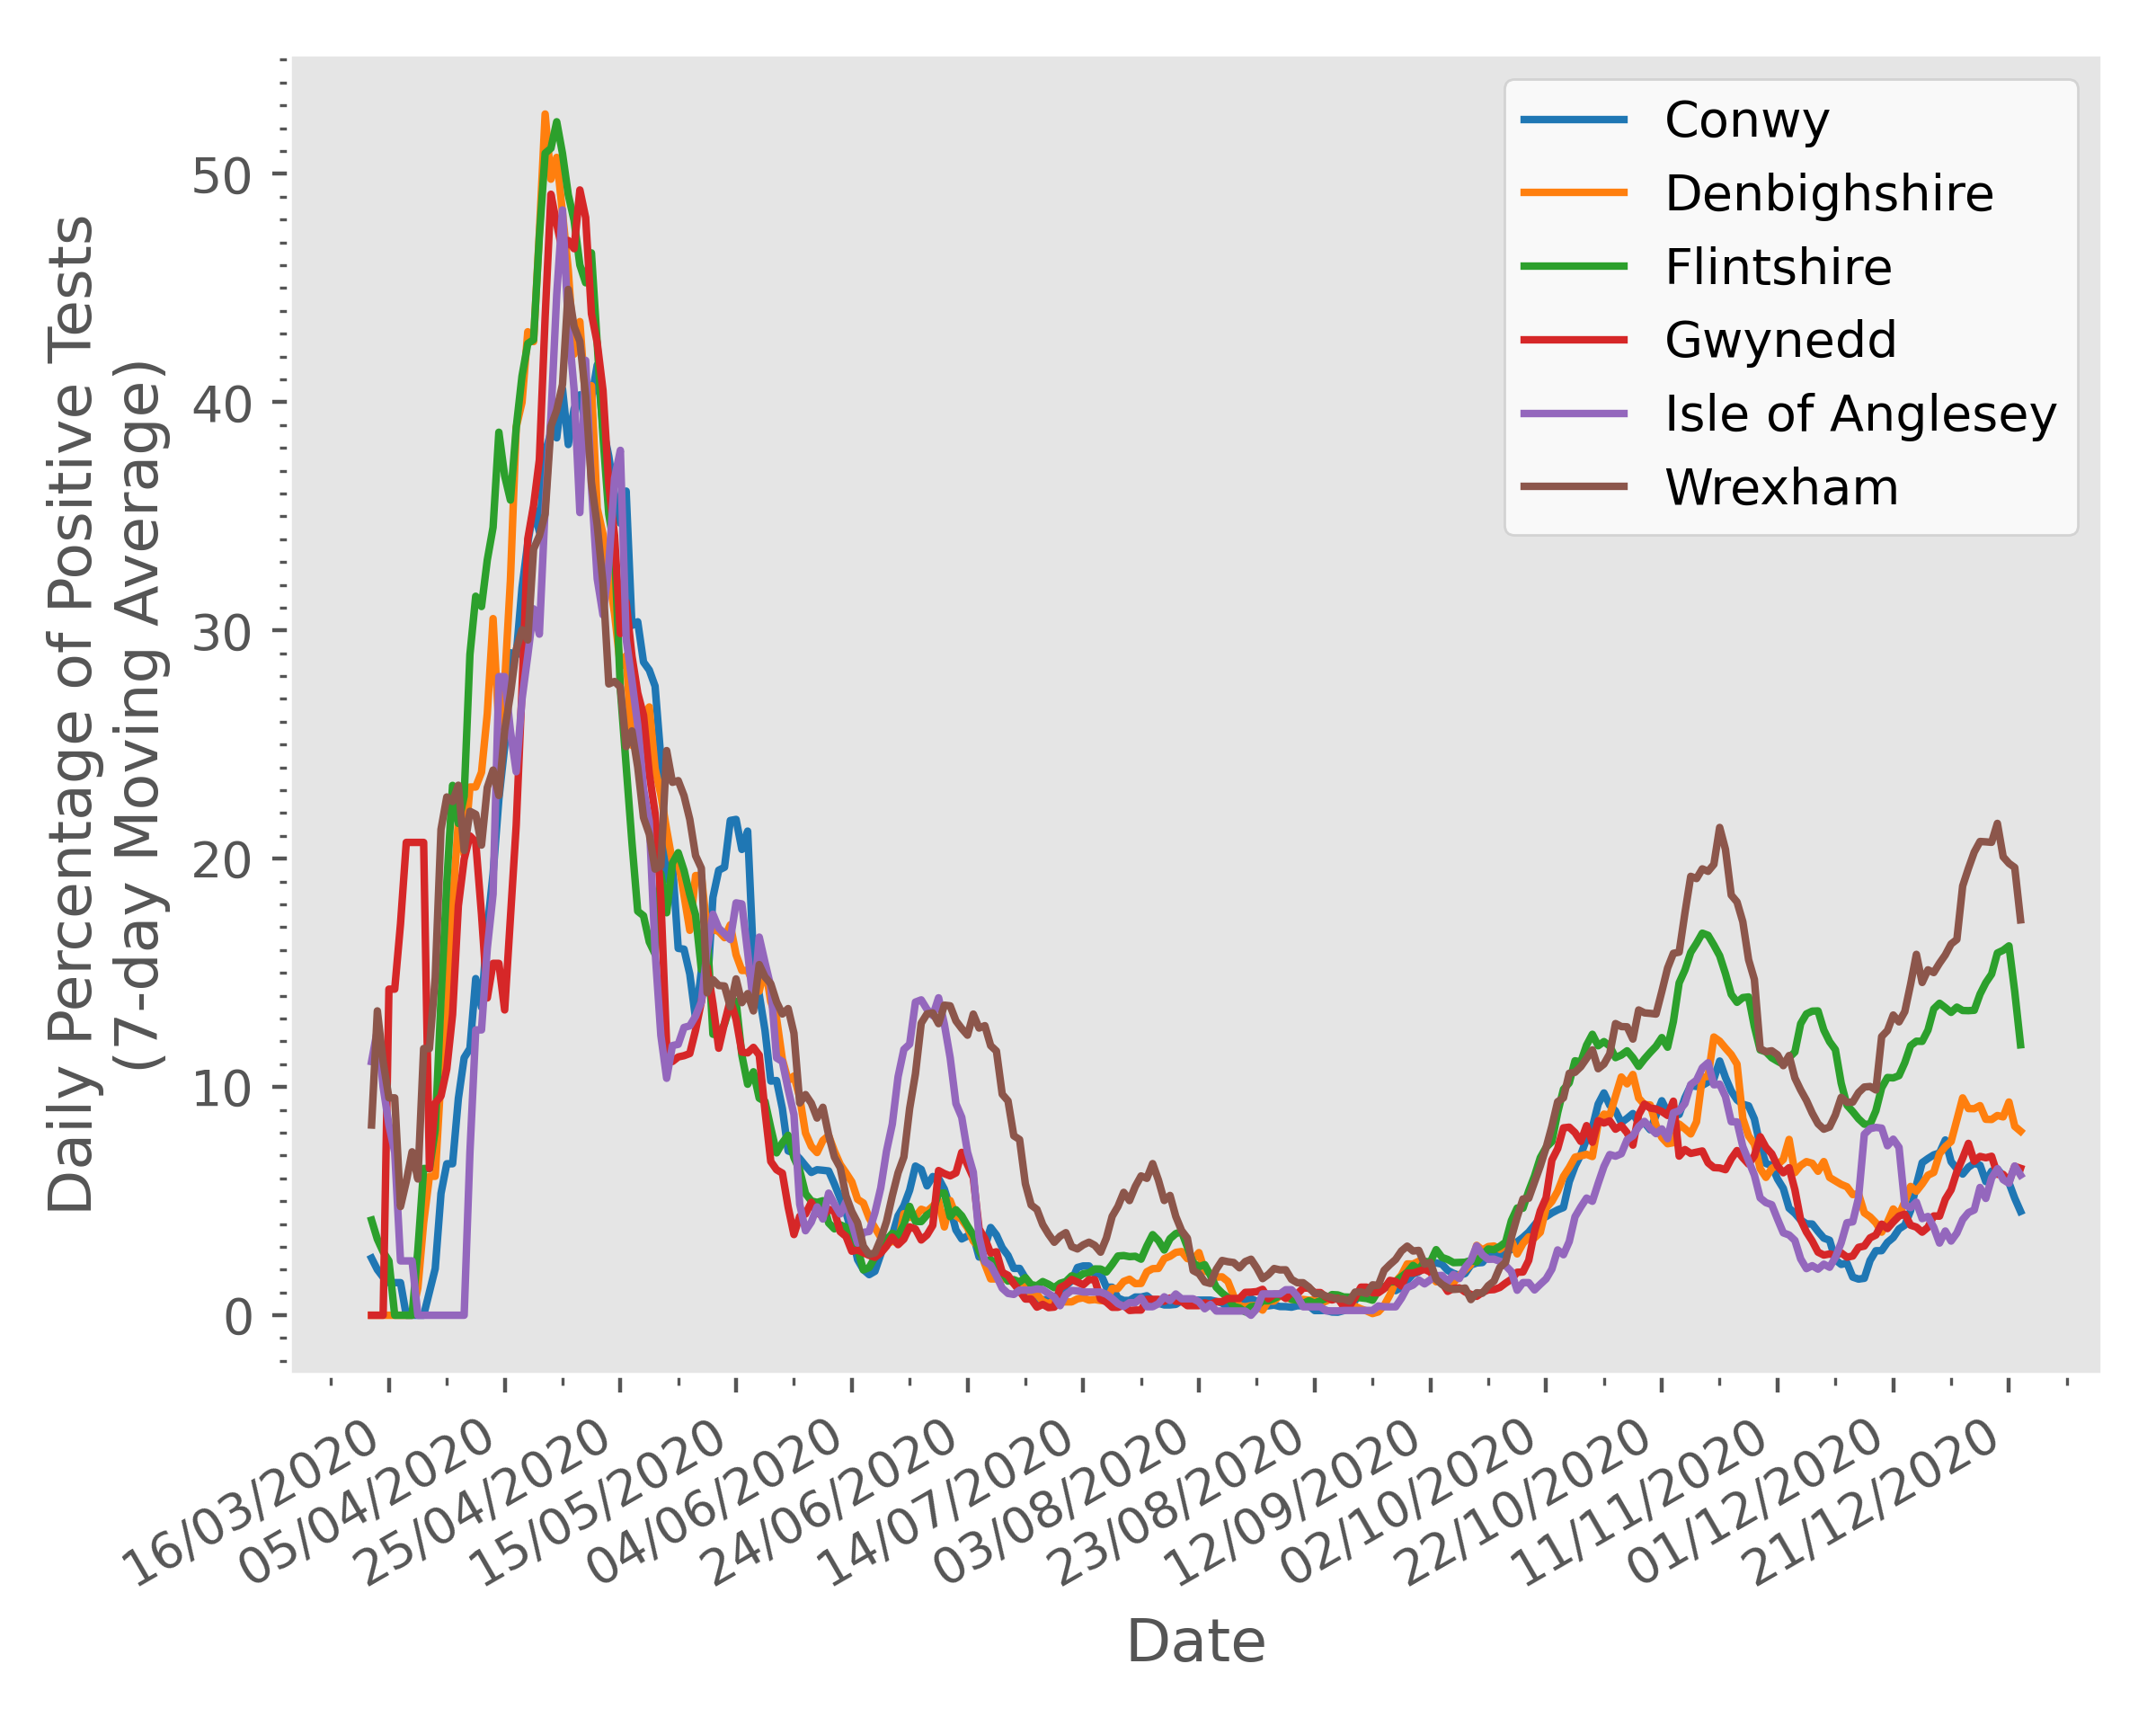 Daily Percentage of Positive Tests
(7-day Moving Average)
50
40
30
20
10
0
Conwy
Denbighshire
Flintshire
Gwynedd
Isle of Anglesey
Wrexham
16/03/2020
05/04/2020
25/04/2020
15/05/2020
04/06/2020
24/06/2020
14/07/2020
03/08/2020
23/08/2020
12/09/2020
02/10/2020
22/10/2020
11/11/2020
01/12/2020
21/12/2020
Date